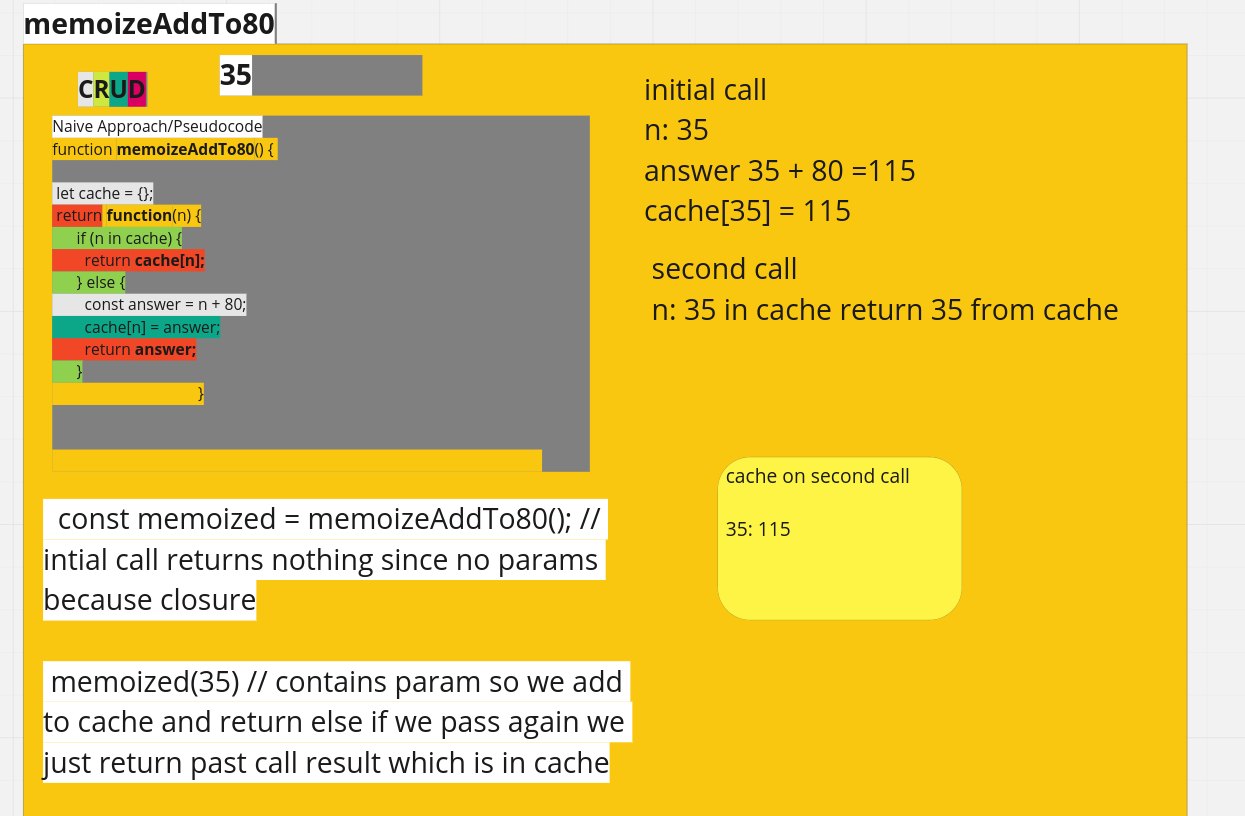 memoizeAddTo80
CRUD
35
Naive Approach/Pseudocode
function memoizeAddTo80() {
let cache = {};
return function(n) {
if (n in cache) {
return cache[n];
} else {
const answer = n + 80;
cache[n] = answer;
return answer;
}
}
const memoized = memoizeAddTo80(); //
intial call returns nothing since no params
because closure
memoized(35) // contains param so we add
to cache and return else if we pass again we
just return past call result which is in cache
initial call
n: 35
answer 35 + 80 =115
cache[35] = 115
second call
n: 35 in cache return 35 from cache
cache on second call
35: 115